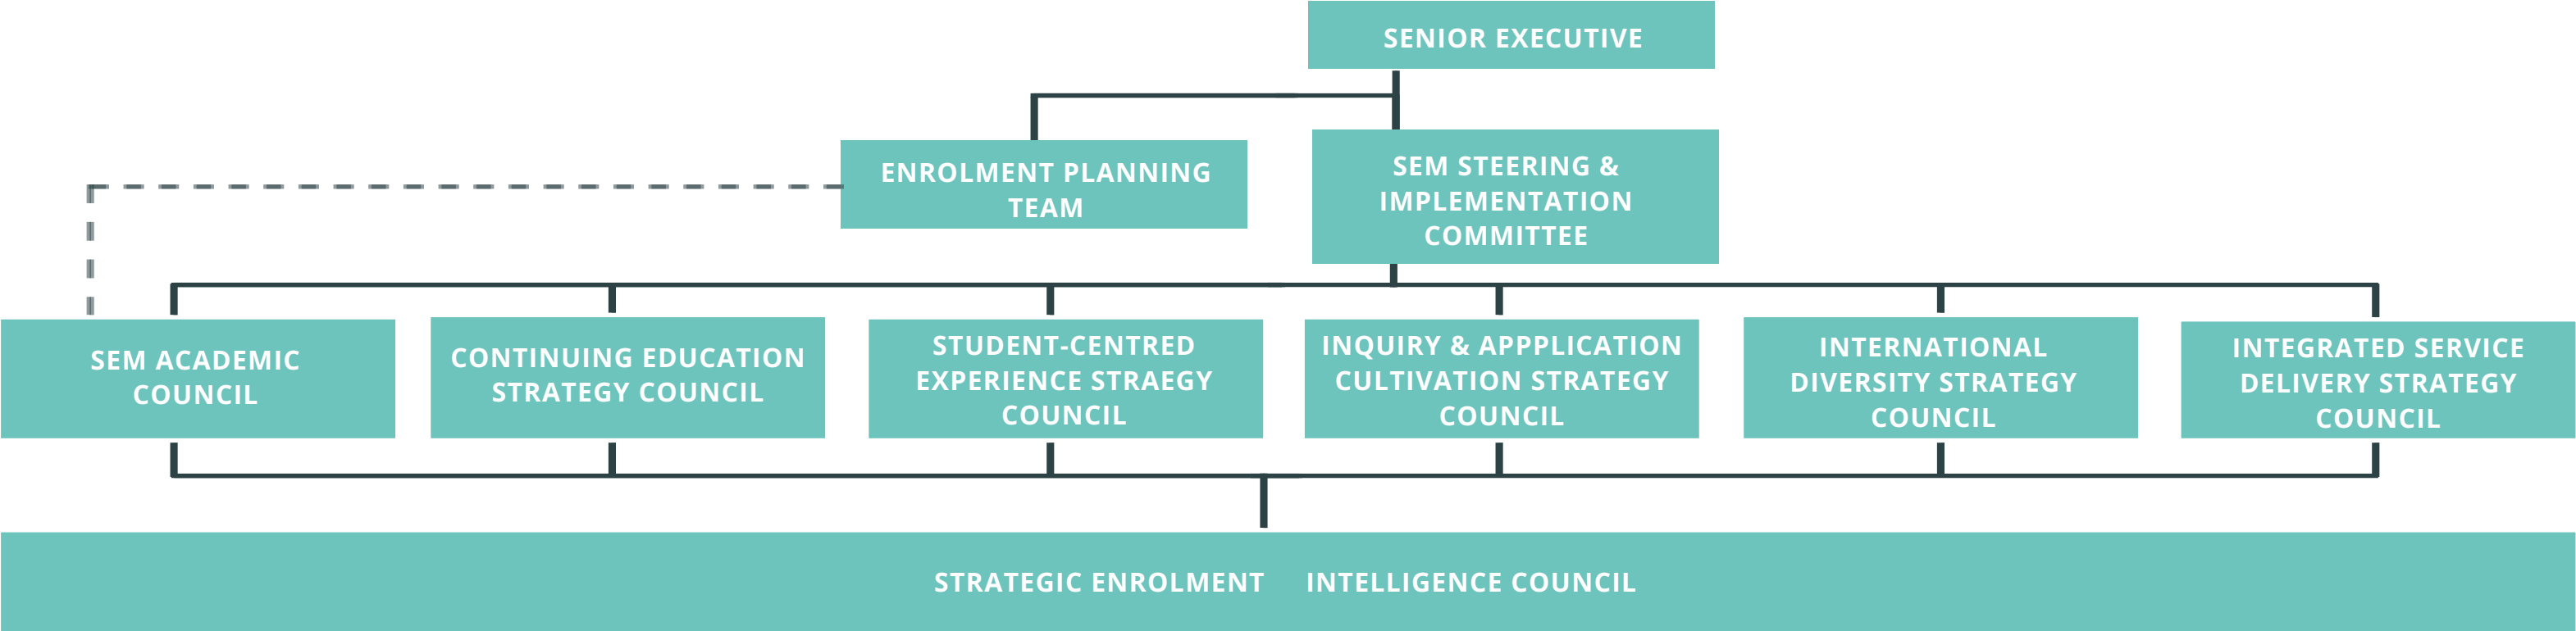 SENIOR EXECUTIVE
ENROLMENT PLANNING
TEAM
SEM STEERING &
IMPLEMENTATION
COMMITTEE
SEM ACADEMIC
COUNCIL
CONTINUING EDUCATION
STRATEGY COUNCIL
STUDENT-CENTRED
EXPERIENCE STRAEGY
COUNCIL
INQUIRY & APPPLICATION
CULTIVATION STRATEGY
COUNCIL
INTERNATIONAL
DIVERSITY STRATEGY
COUNCIL
INTEGRATED SERVICE
DELIVERY STRATEGY
COUNCIL
STRATEGIC ENROLMENT INTELLIGENCE COUNCIL